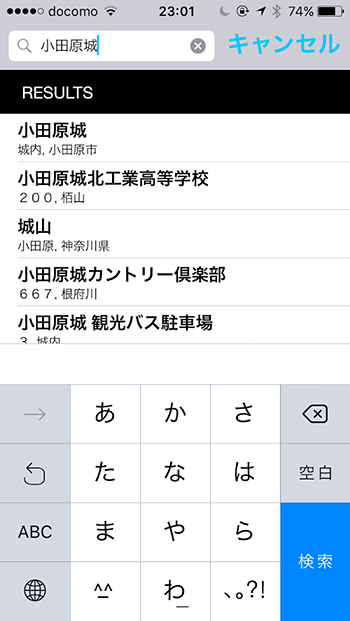 docomo 23:01 74%
小田原城 キャンセル
RESULTS
小田原城
城内, 小田原市
小田原城北工業高等学校
２００, 栢山
城山
小田原, 神奈川県
小田原城カントリー倶楽部
６６７, 根府川
小田原城 観光バス駐車場
3, 城内
→ あ か さ
た な は 空白
ABC ま や ら 検索
^^ わ 、。?!